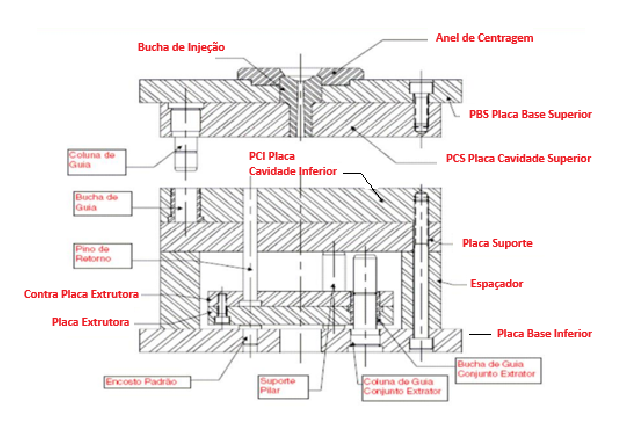 Anel de Centragem
Bucha de Injeção
PBS Placa Base Superior
Coluna de
Guia
PCI Placa
Cavidade Inferior
PCS Placa Cavidade Superior
Bucha de
Guia
Pino de
Retorno
Placa Suporte
Espaçador
Contra Placa Extrutora
Placa Extrutora
Placa Base Inferior
Encosto Padrão
Suporte
Pilar
Coluna de Guia
Conjunto Extrator
Bucha de Guia
Conjunto Extrator